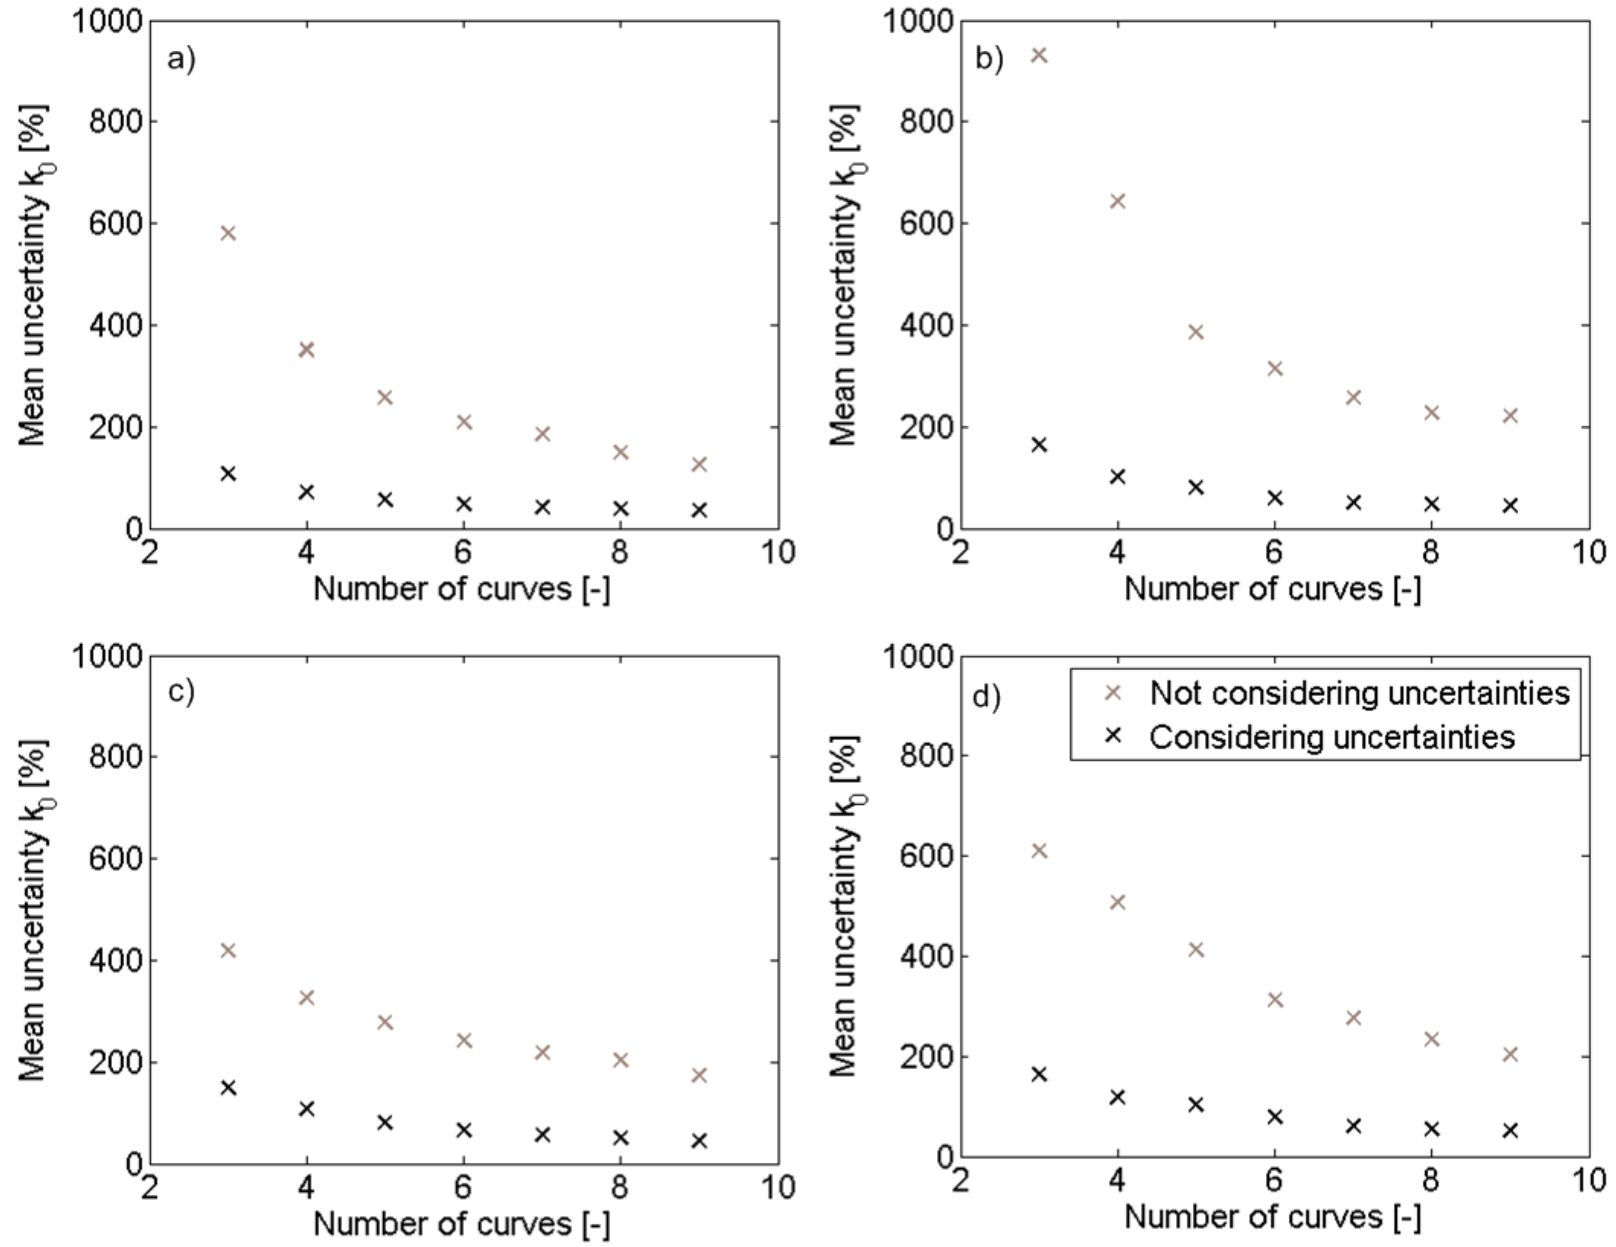 a)
1000
800
600
400
200
0
2 4 6 8 10
Mean uncertainty k0 [%]
Number of curves [-]
b)
1000
800
600
400
200
0
2 4 6 8 10
Mean uncertainty k0 [%]
Number of curves [-]
c)
1000
800
600
400
200
0
2 4 6 8 10
Mean uncertainty k0 [%]
Number of curves [-]
d)
Not considering uncertainties
Considering uncertainties
1000
800
600
400
200
0
2 4 6 8 10
Mean uncertainty k0 [%]
Number of curves [-]